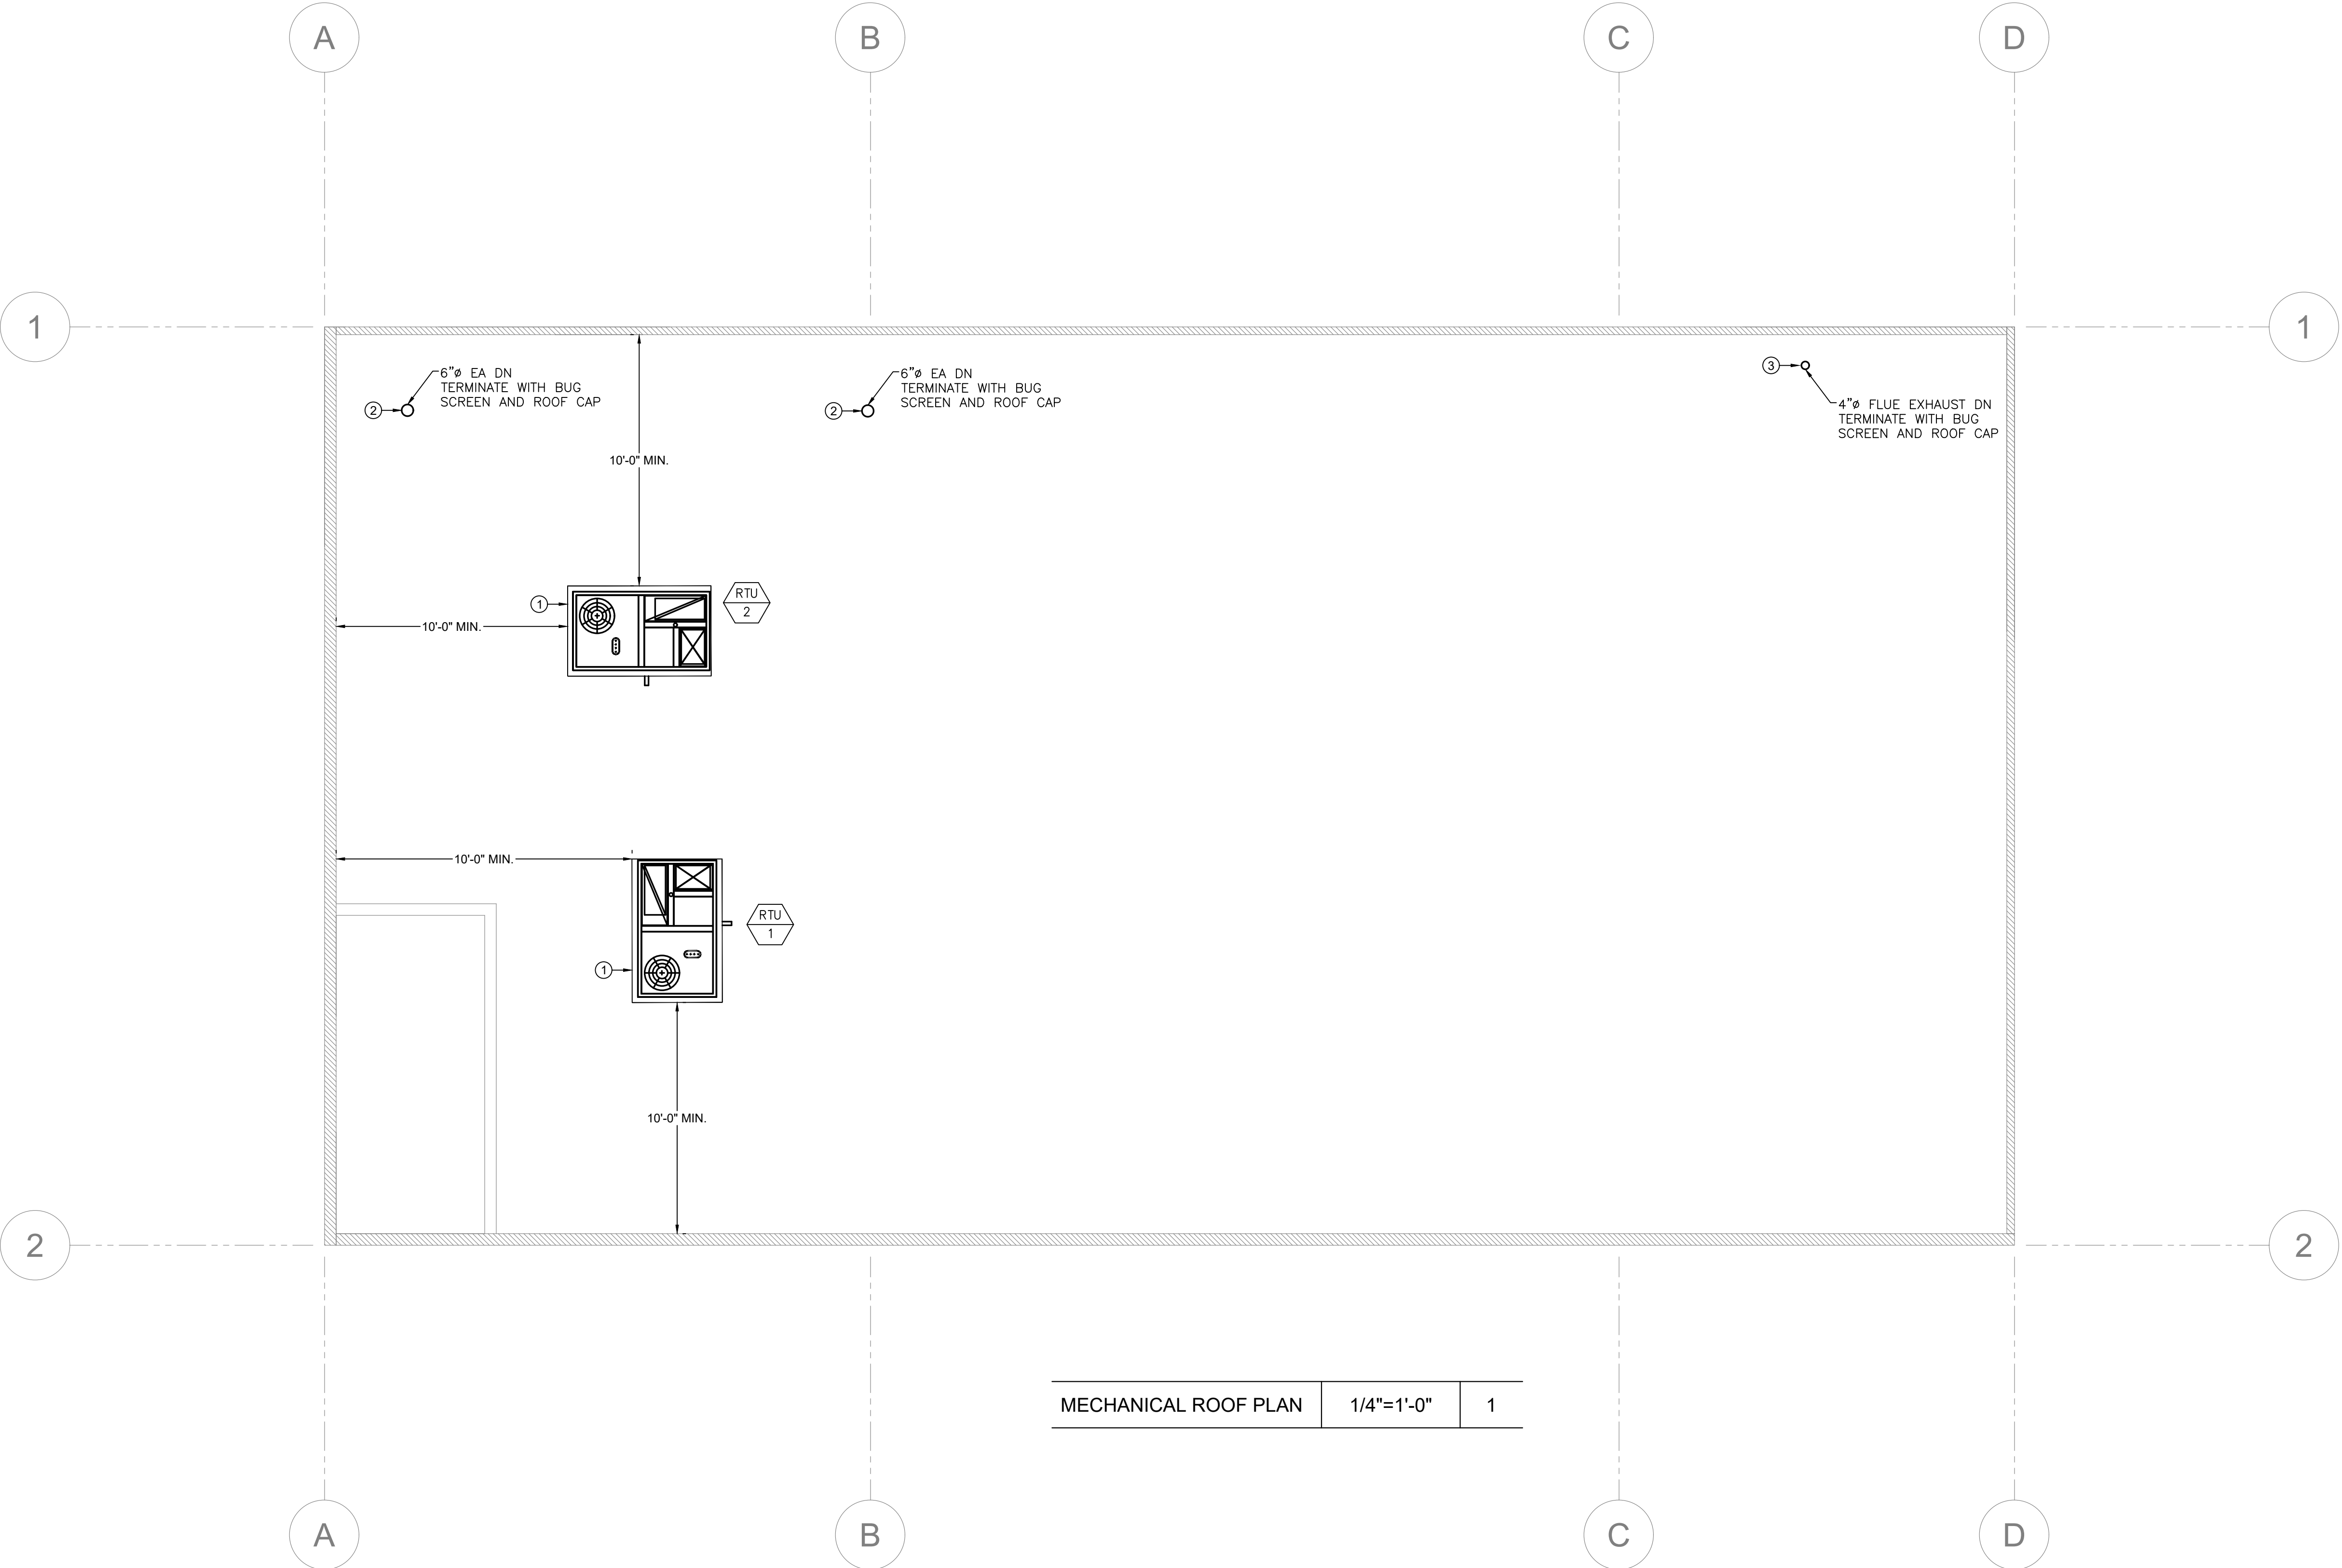 A
B
C
D
1
1
6"ø EA DN
TERMINATE WITH BUG
SCREEN AND ROOF CAP
2
6"ø EA DN
TERMINATE WITH BUG
SCREEN AND ROOF CAP
2
3
4"ø FLUE EXHAUST DN
TERMINATE WITH BUG
SCREEN AND ROOF CAP
10'-0" MIN.
1
RTU
2
10'-0" MIN.
10'-0" MIN.
RTU
1
1
10'-0" MIN.
2
2
MECHANICAL ROOF PLAN 1/4"=1'-0" 1
A
B
C
D